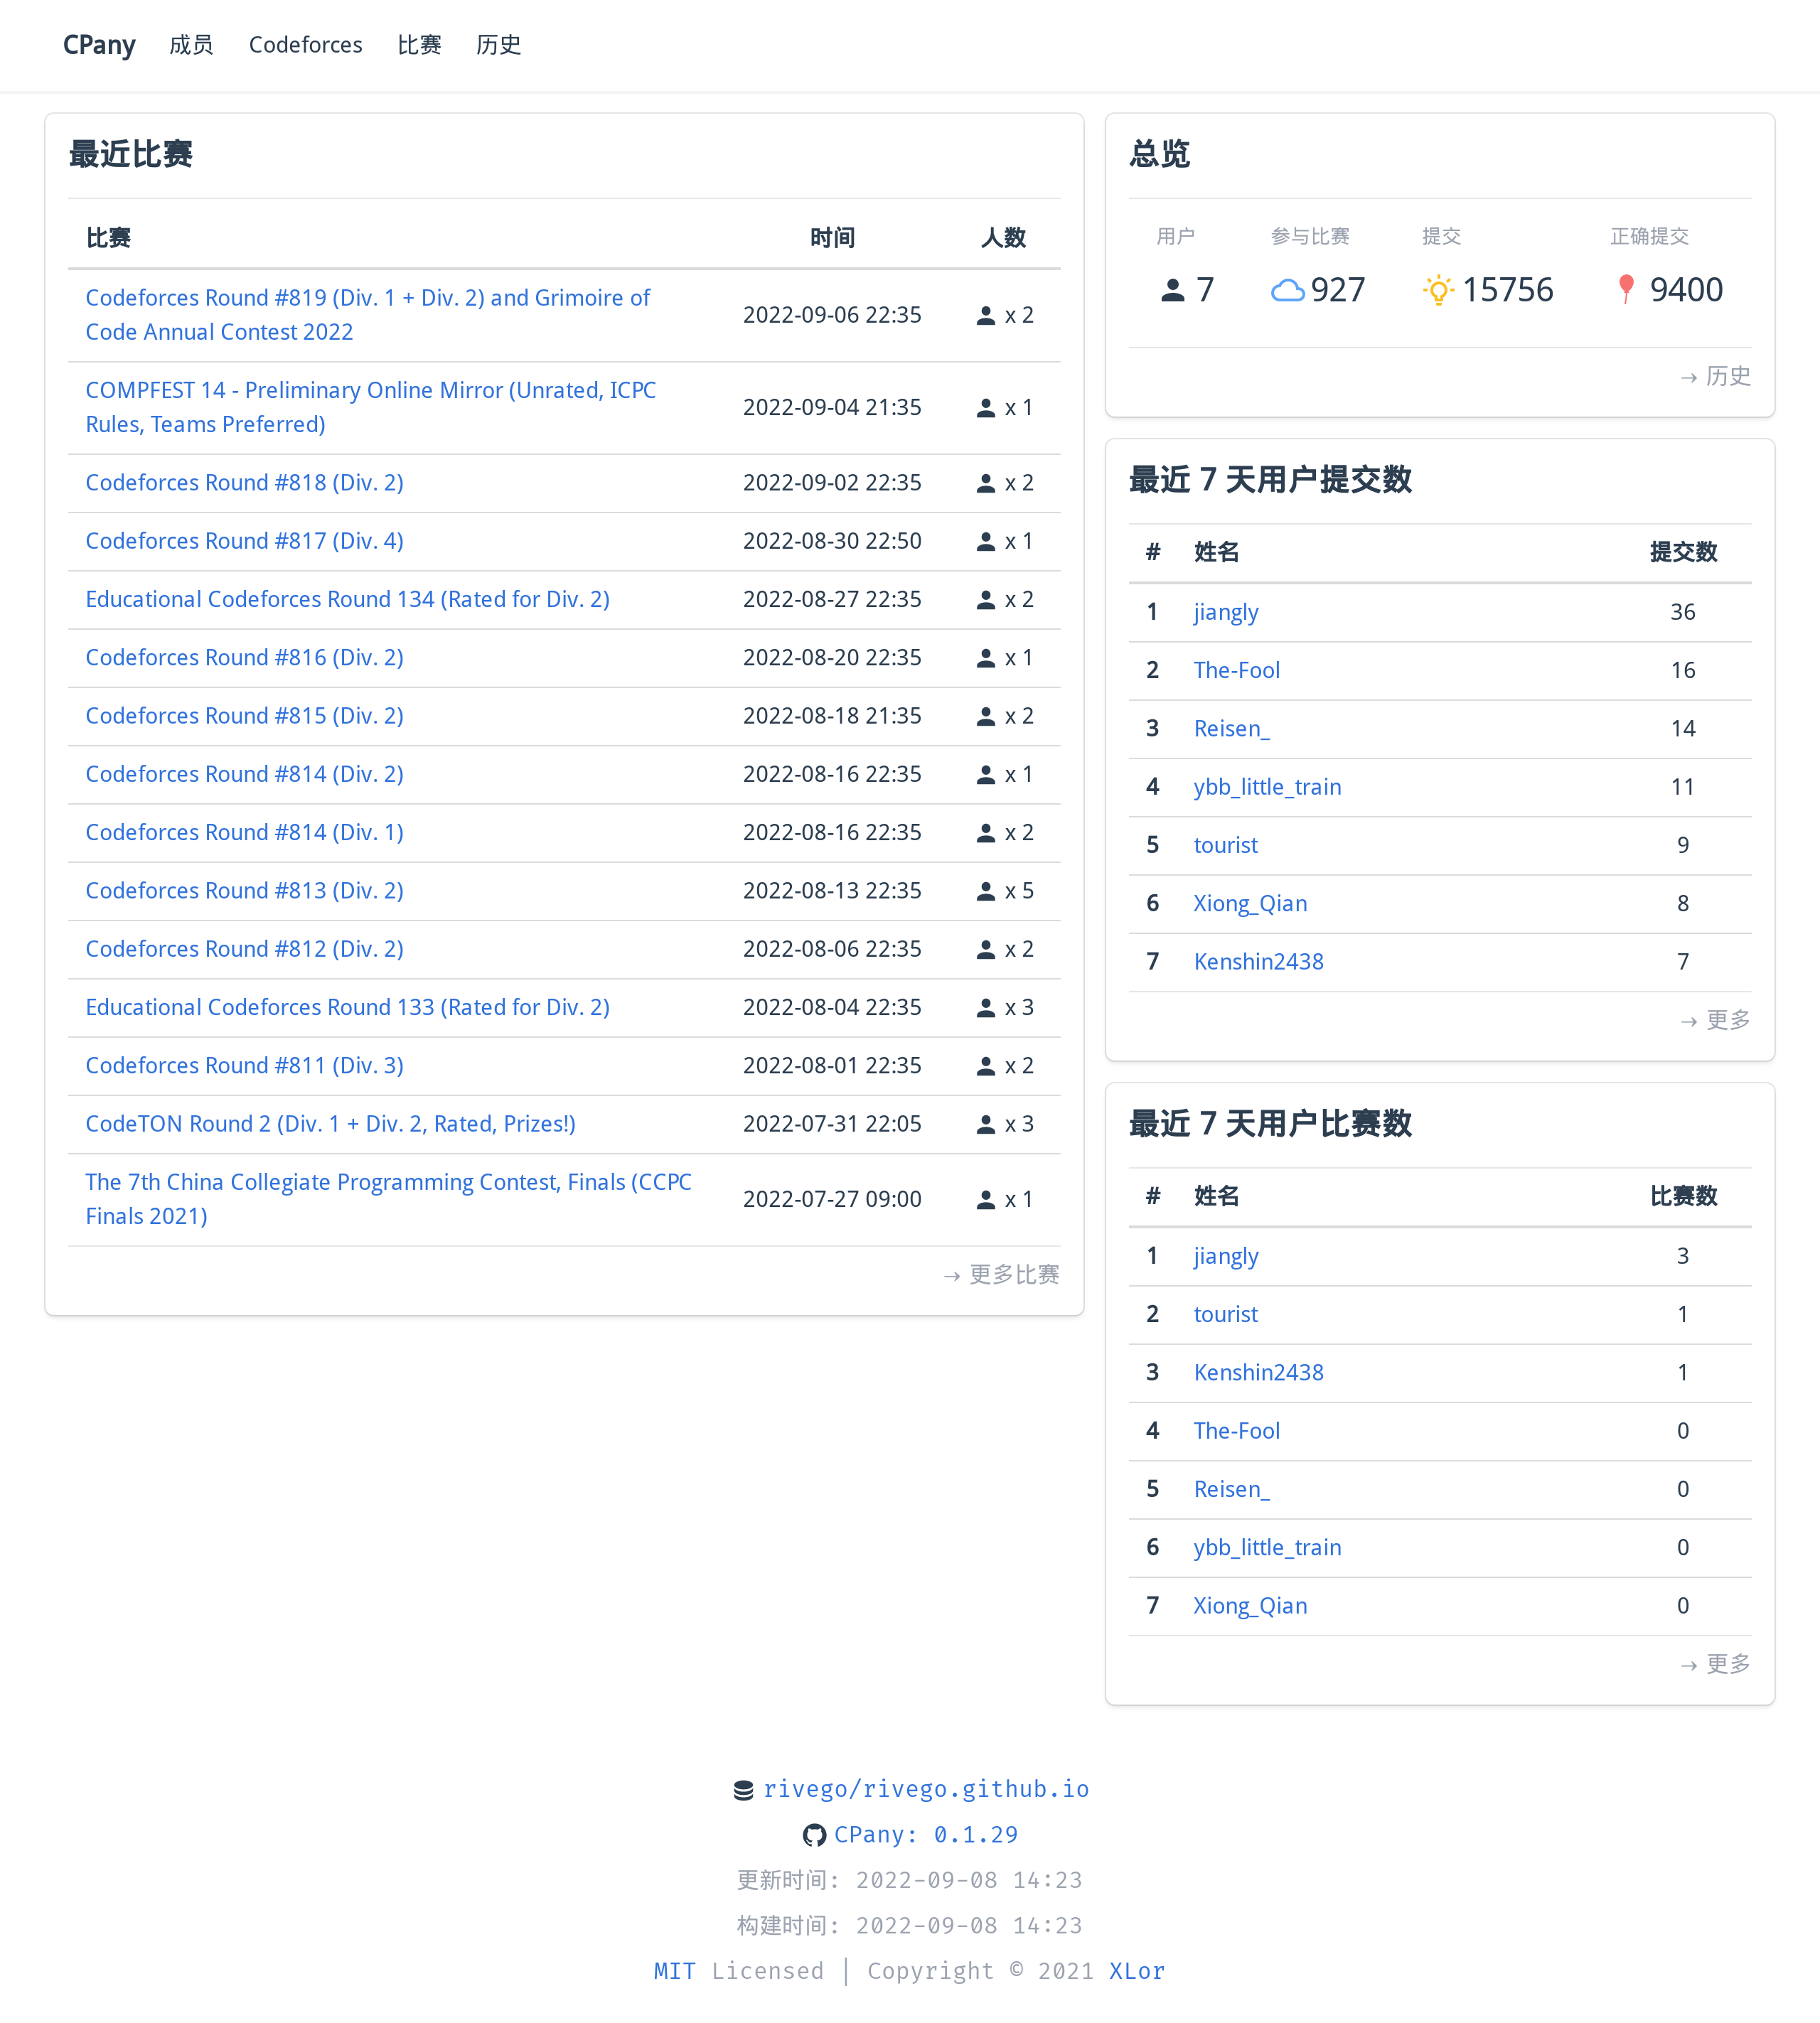 CPany 成员 Codeforces 比赛 历史
最近比赛
比赛 时间 人数
Codeforces Round #819 (Div. 1 + Div. 2) and Grimoire of
Code Annual Contest 2022 2022-09-06 22:35 x 2
COMPFEST 14 - Preliminary Online Mirror (Unrated, ICPC
Rules, Teams Preferred) 2022-09-04 21:35 x 1
Codeforces Round #818 (Div. 2) 2022-09-02 22:35 x 2
Codeforces Round #817 (Div. 4) 2022-08-30 22:50 x 1
Educational Codeforces Round 134 (Rated for Div. 2) 2022-08-27 22:35 x 2
Codeforces Round #816 (Div. 2) 2022-08-20 22:35 x 1
Codeforces Round #815 (Div. 2) 2022-08-18 21:35 x 2
Codeforces Round #814 (Div. 2) 2022-08-16 22:35 x 1
Codeforces Round #814 (Div. 1) 2022-08-16 22:35 x 2
Codeforces Round #813 (Div. 2) 2022-08-13 22:35 x 5
Codeforces Round #812 (Div. 2) 2022-08-06 22:35 x 2
Educational Codeforces Round 133 (Rated for Div. 2) 2022-08-04 22:35 x 3
Codeforces Round #811 (Div. 3) 2022-08-01 22:35 x 2
CodeTON Round 2 (Div. 1 + Div. 2, Rated, Prizes!) 2022-07-31 22:05 x 3
The 7th China Collegiate Programming Contest, Finals (CCPC
Finals 2021) 2022-07-27 09:00 x 1
→ 更多比赛
总览
用户 参与比赛 提交 正确提交
7 927 15756 9400
→ 历史
最近 7 天用户提交数
# 姓名 提交数
1 jiangly 36
2 The-Fool 16
3 Reisen_ 14
4 ybb_little_train 11
5 tourist 9
6 Xiong_Qian 8
7 Kenshin2438 7
→ 更多
最近 7 天用户比赛数
# 姓名 比赛数
1 jiangly 3
2 tourist 1
3 Kenshin2438 1
4 The-Fool 0
5 Reisen_ 0
6 ybb_little_train 0
7 Xiong_Qian 0
→ 更多
rivego/rivego.github.io
CPany: 0.1.29
更新时间: 2022-09-08 14:23
构建时间: 2022-09-08 14:23
MIT Licensed | Copyright © 2021 XLor